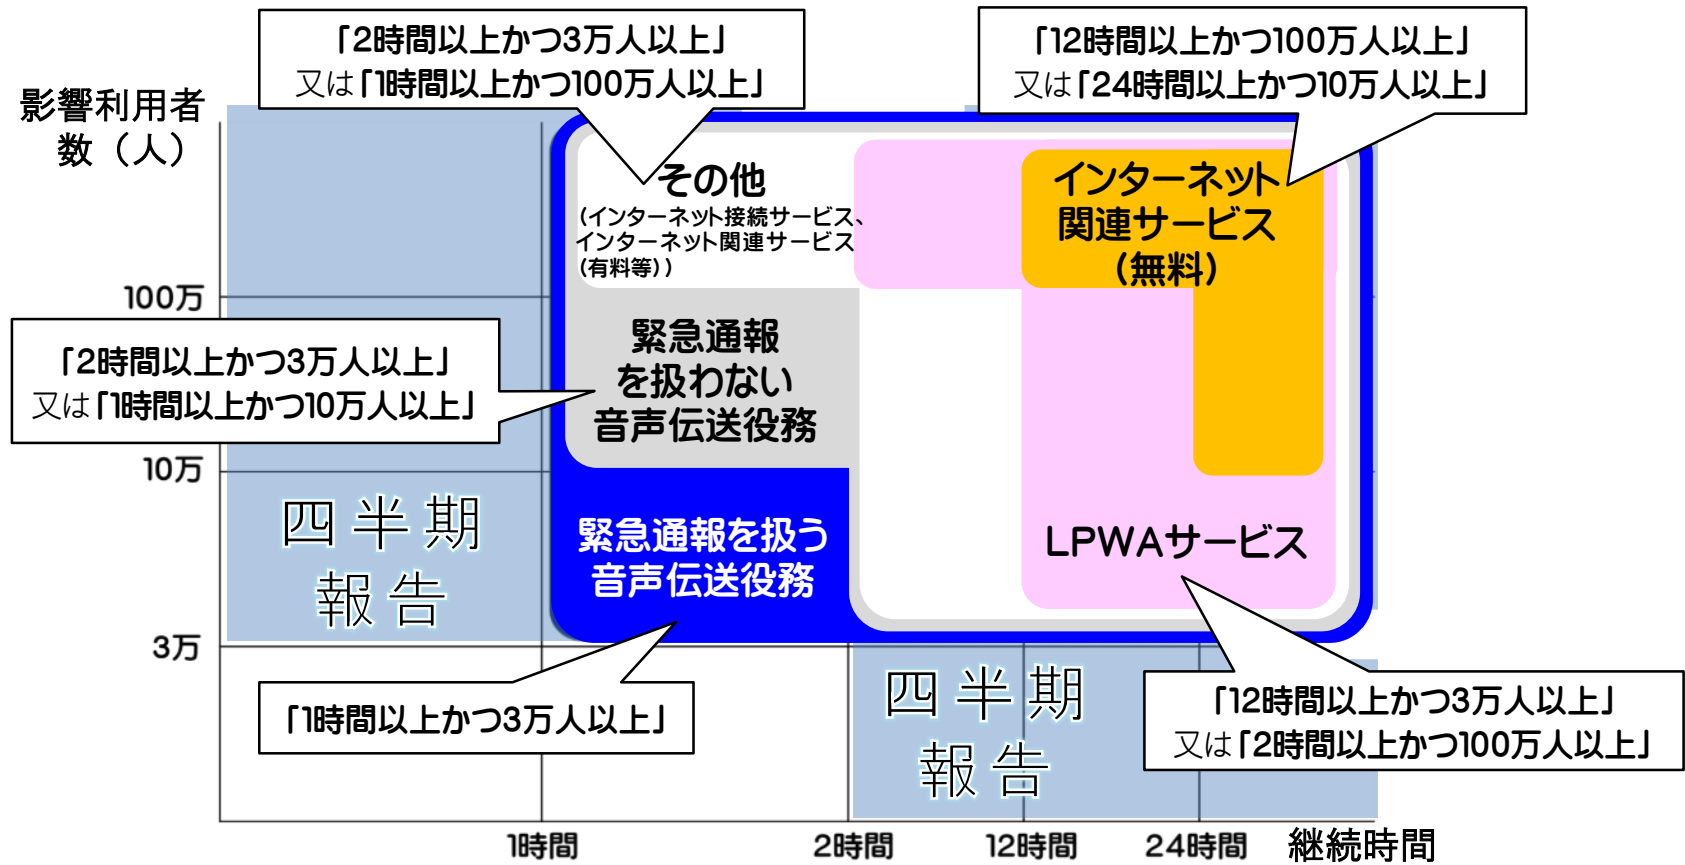 「2時間以上かつ3万人以上」
又は「1時間以上かつ100万人以上」
「12時間以上かつ100万人以上」
又は「24時間以上かつ10万人以上」
影響利用者
数（人）
その他
（インターネット接続サービス、
インターネット関連サービス
（有料等））
インターネット
関連サービス
（無料）
100万
「2時間以上かつ3万人以上」
又は「1時間以上かつ10万人以上」
緊急通報
を扱わない
音声伝送役務
10万
四半期
報告
緊急通報を扱う
音声伝送役務
LPWAサービス
3万
「1時間以上かつ3万人以上」
四半期
報告
「12時間以上かつ3万人以上」
又は「2時間以上かつ100万人以上」
1時間
2時間
12時間
24時間
継続時間